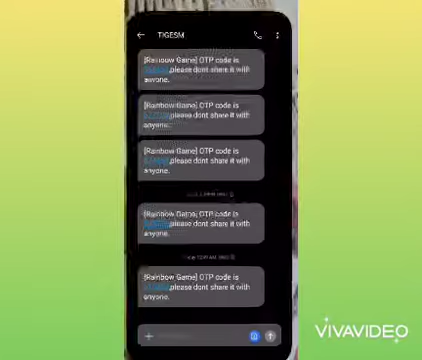 TIGESM
[Rainbow Game] OTP code is
,please dont share it with
anyone.
[Rainbow Game] OTP code is
,please dont share it with
anyone.
[Rainbow Game] OTP code is
,please dont share it with
anyone.
[Rainbow Game] OTP code is
,please dont share it with
anyone.
[Rainbow Game] OTP code is
,please dont share it with
anyone.
VIVAVIDEO